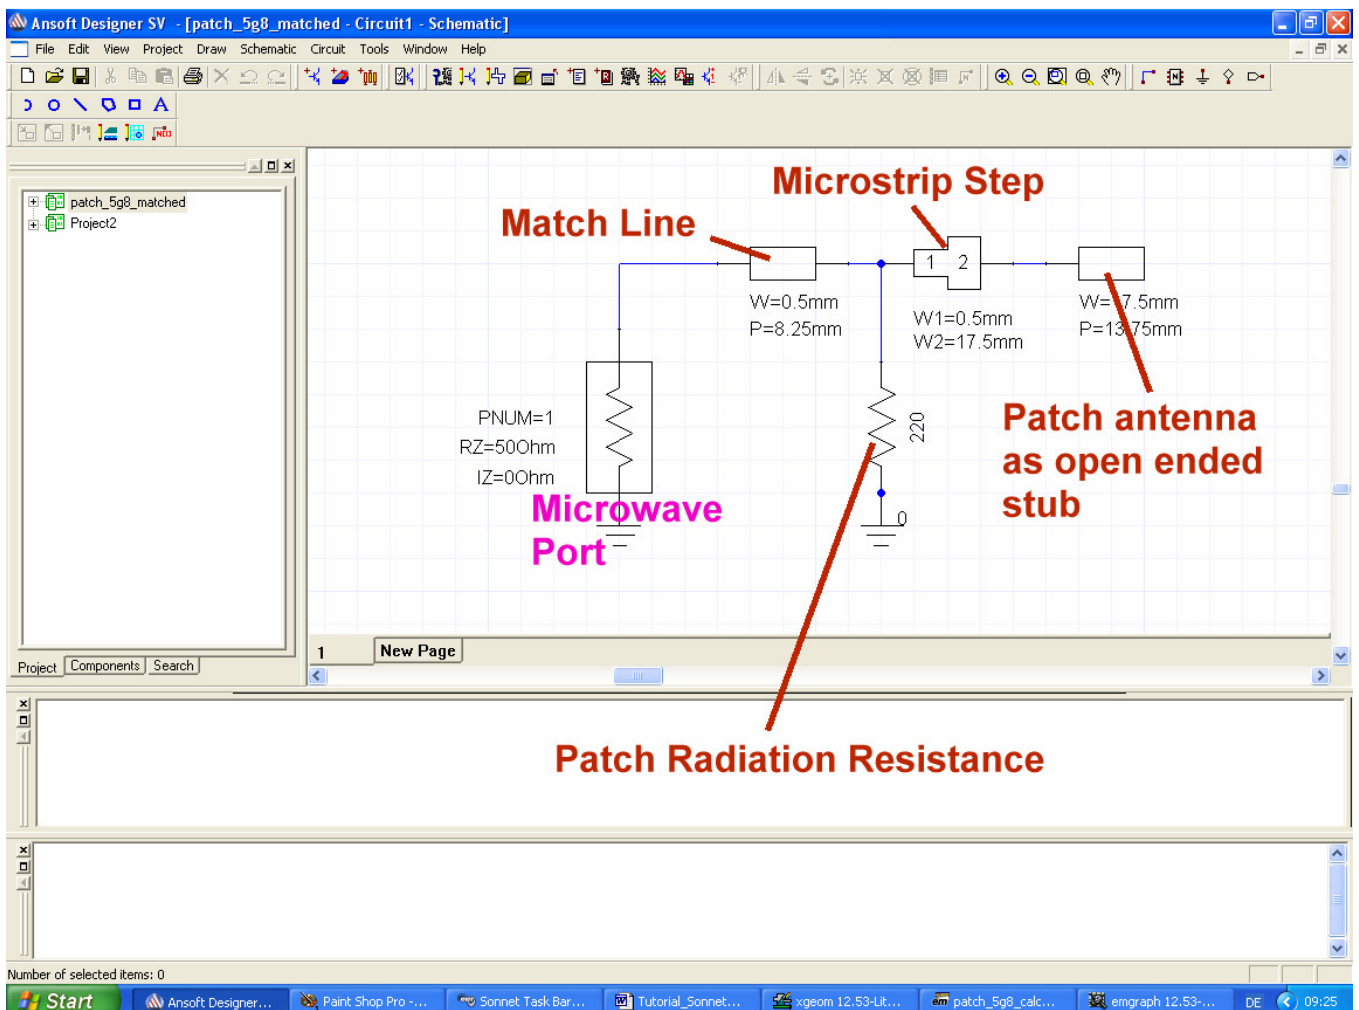 Ansoft Designer SV - [patch_5g8_matched - Circuit1 - Schematic]
File Edit View Project Draw Schematic Circuit Tools Window Help
patch_5g8_matched
Project2
Project Components Search
Microstrip Step
Match Line
1 2
W=0.5mm
P=8.25mm
W1=0.5mm
W2=17.5mm
W=17.5mm
P=13.75mm
PNUM=1
RZ=50Ohm
IZ=0Ohm
Microwave
Port
220
0
Patch antenna
as open ended
stub
1 New Page
Patch Radiation Resistance
Number of selected items: 0
Start Ansoft Designer... Paint Shop Pro -... Sonnet Task Bar... Tutorial_Sonnet... xgeom 12.53-Lit... patch_5g8_calc... emgraph 12.53-... DE 09:25